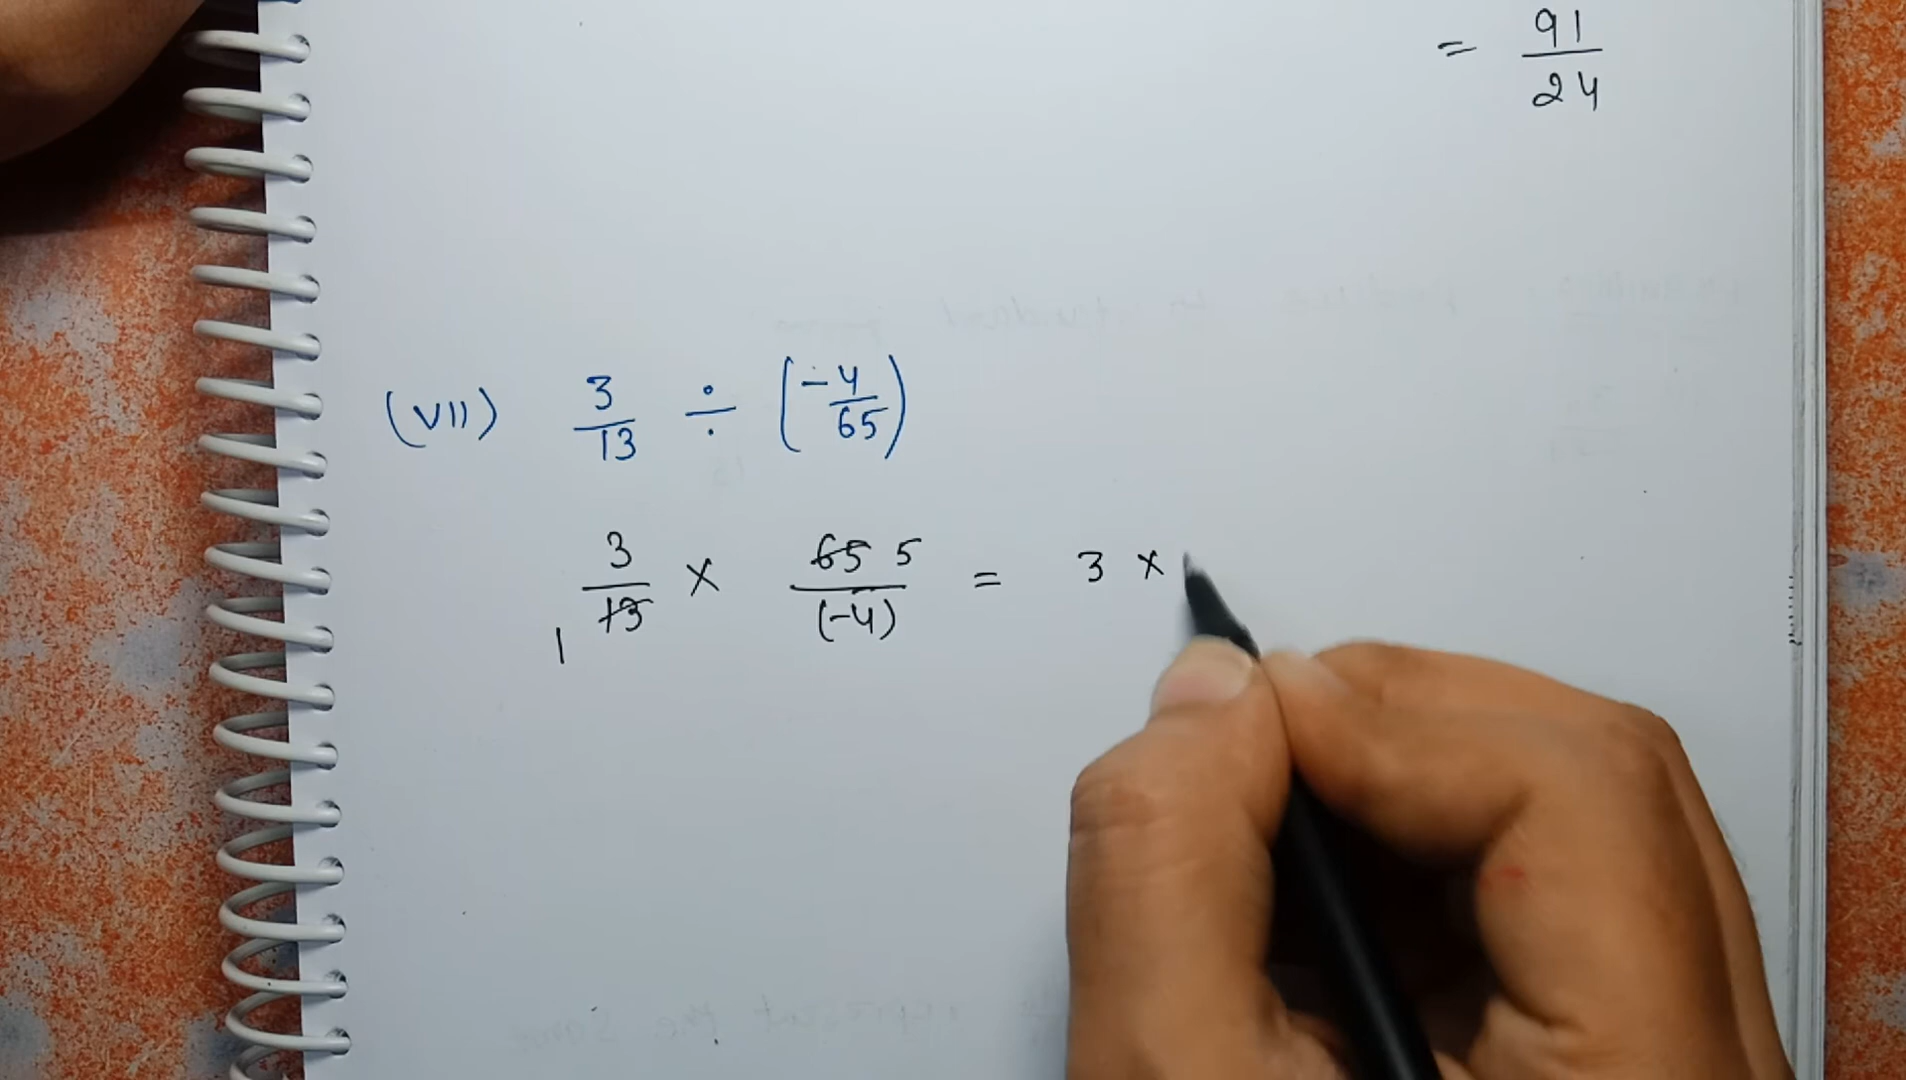 = 91/24
(VII) 3/13 ÷ (-4/65)
1 3/13 × 65 5/(-4) = 3 ×